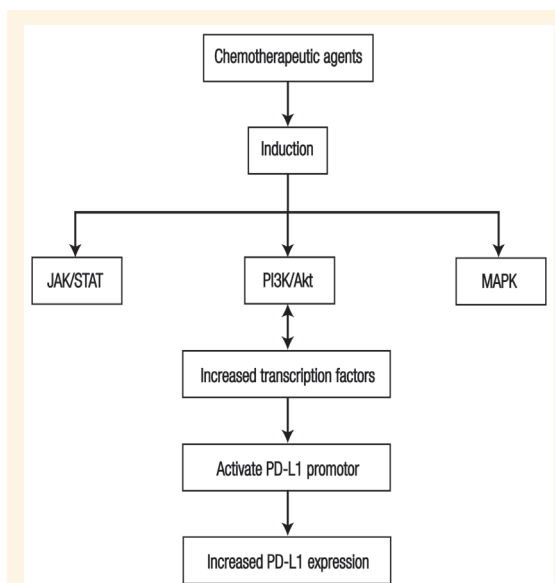 Chemotherapeutic agents
Induction
JAK/STAT
PI3K/Akt
MAPK
Increased transcription factors
Activate PD-L1 promotor
Increased PD-L1 expression